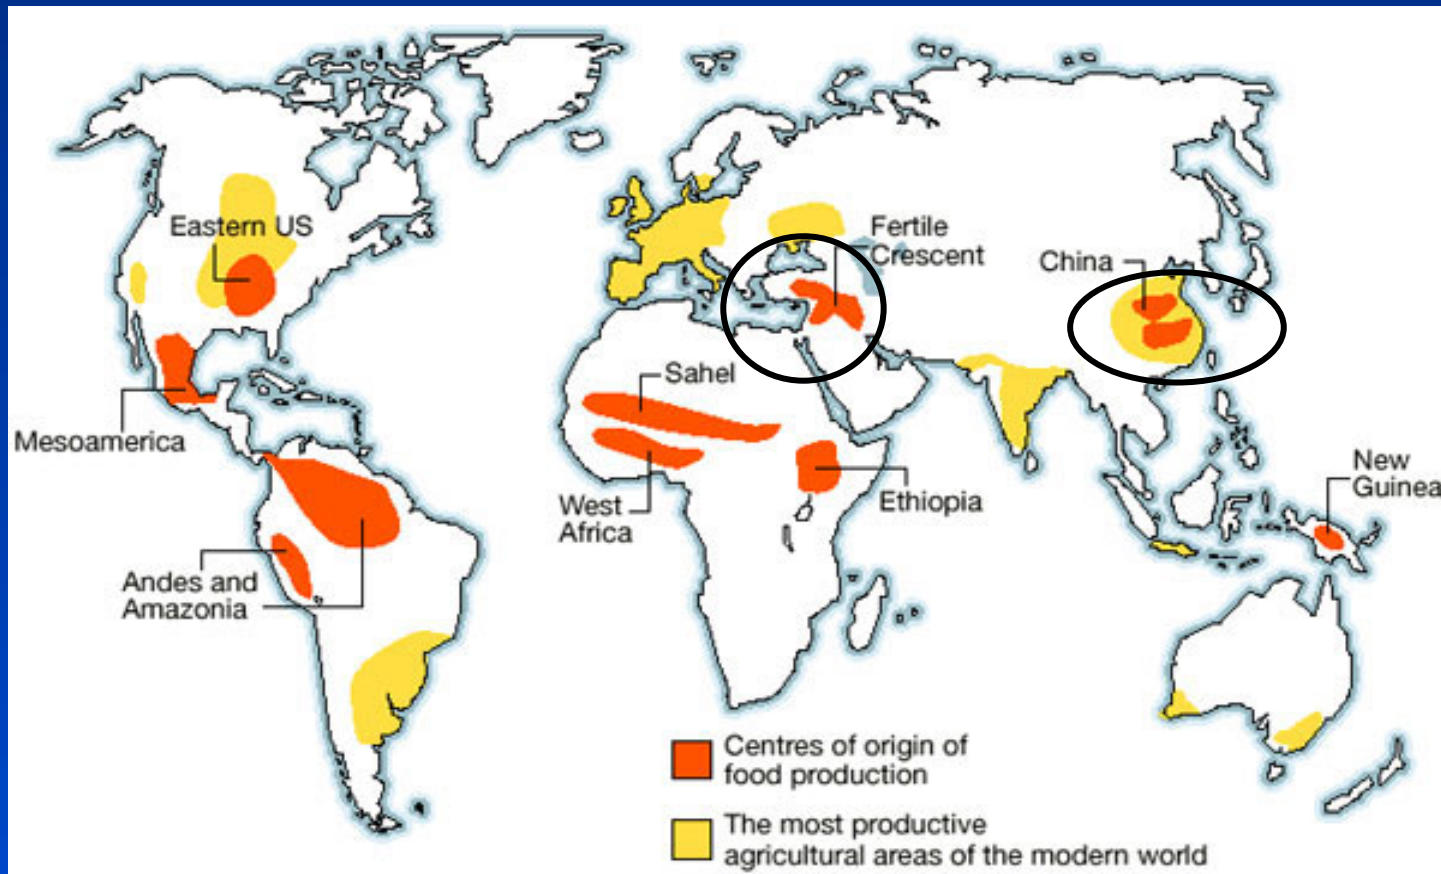 Eastern US
Fertile
Crescent
China
Sahel
Mesoamerica
New
Guinea
West
Africa
Ethiopia
Andes and
Amazonia
Centres of origin of
food production
The most productive
agricultural areas of the modern world